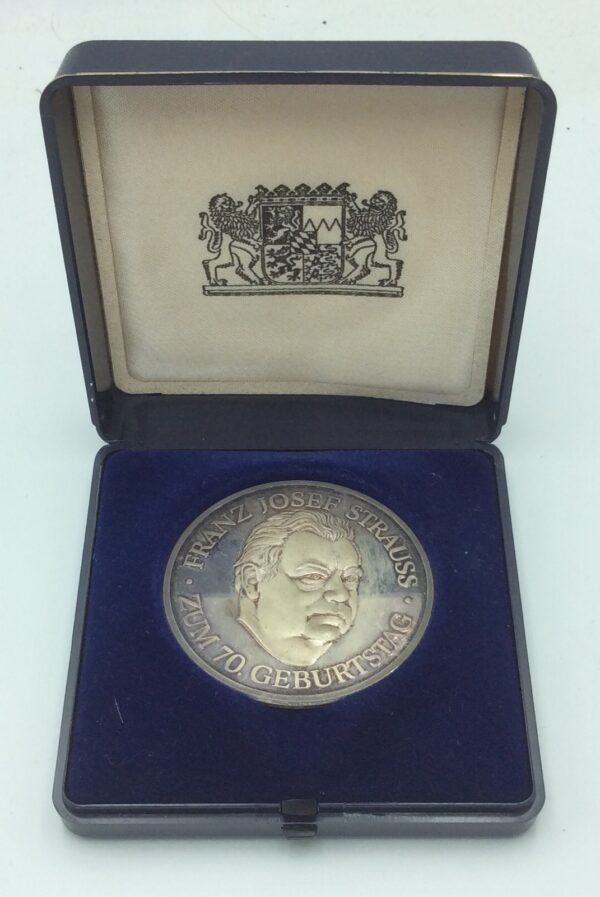 · FRANZ JOSEF STRAUSS ·
ZUM 70. GEBURTSTAG